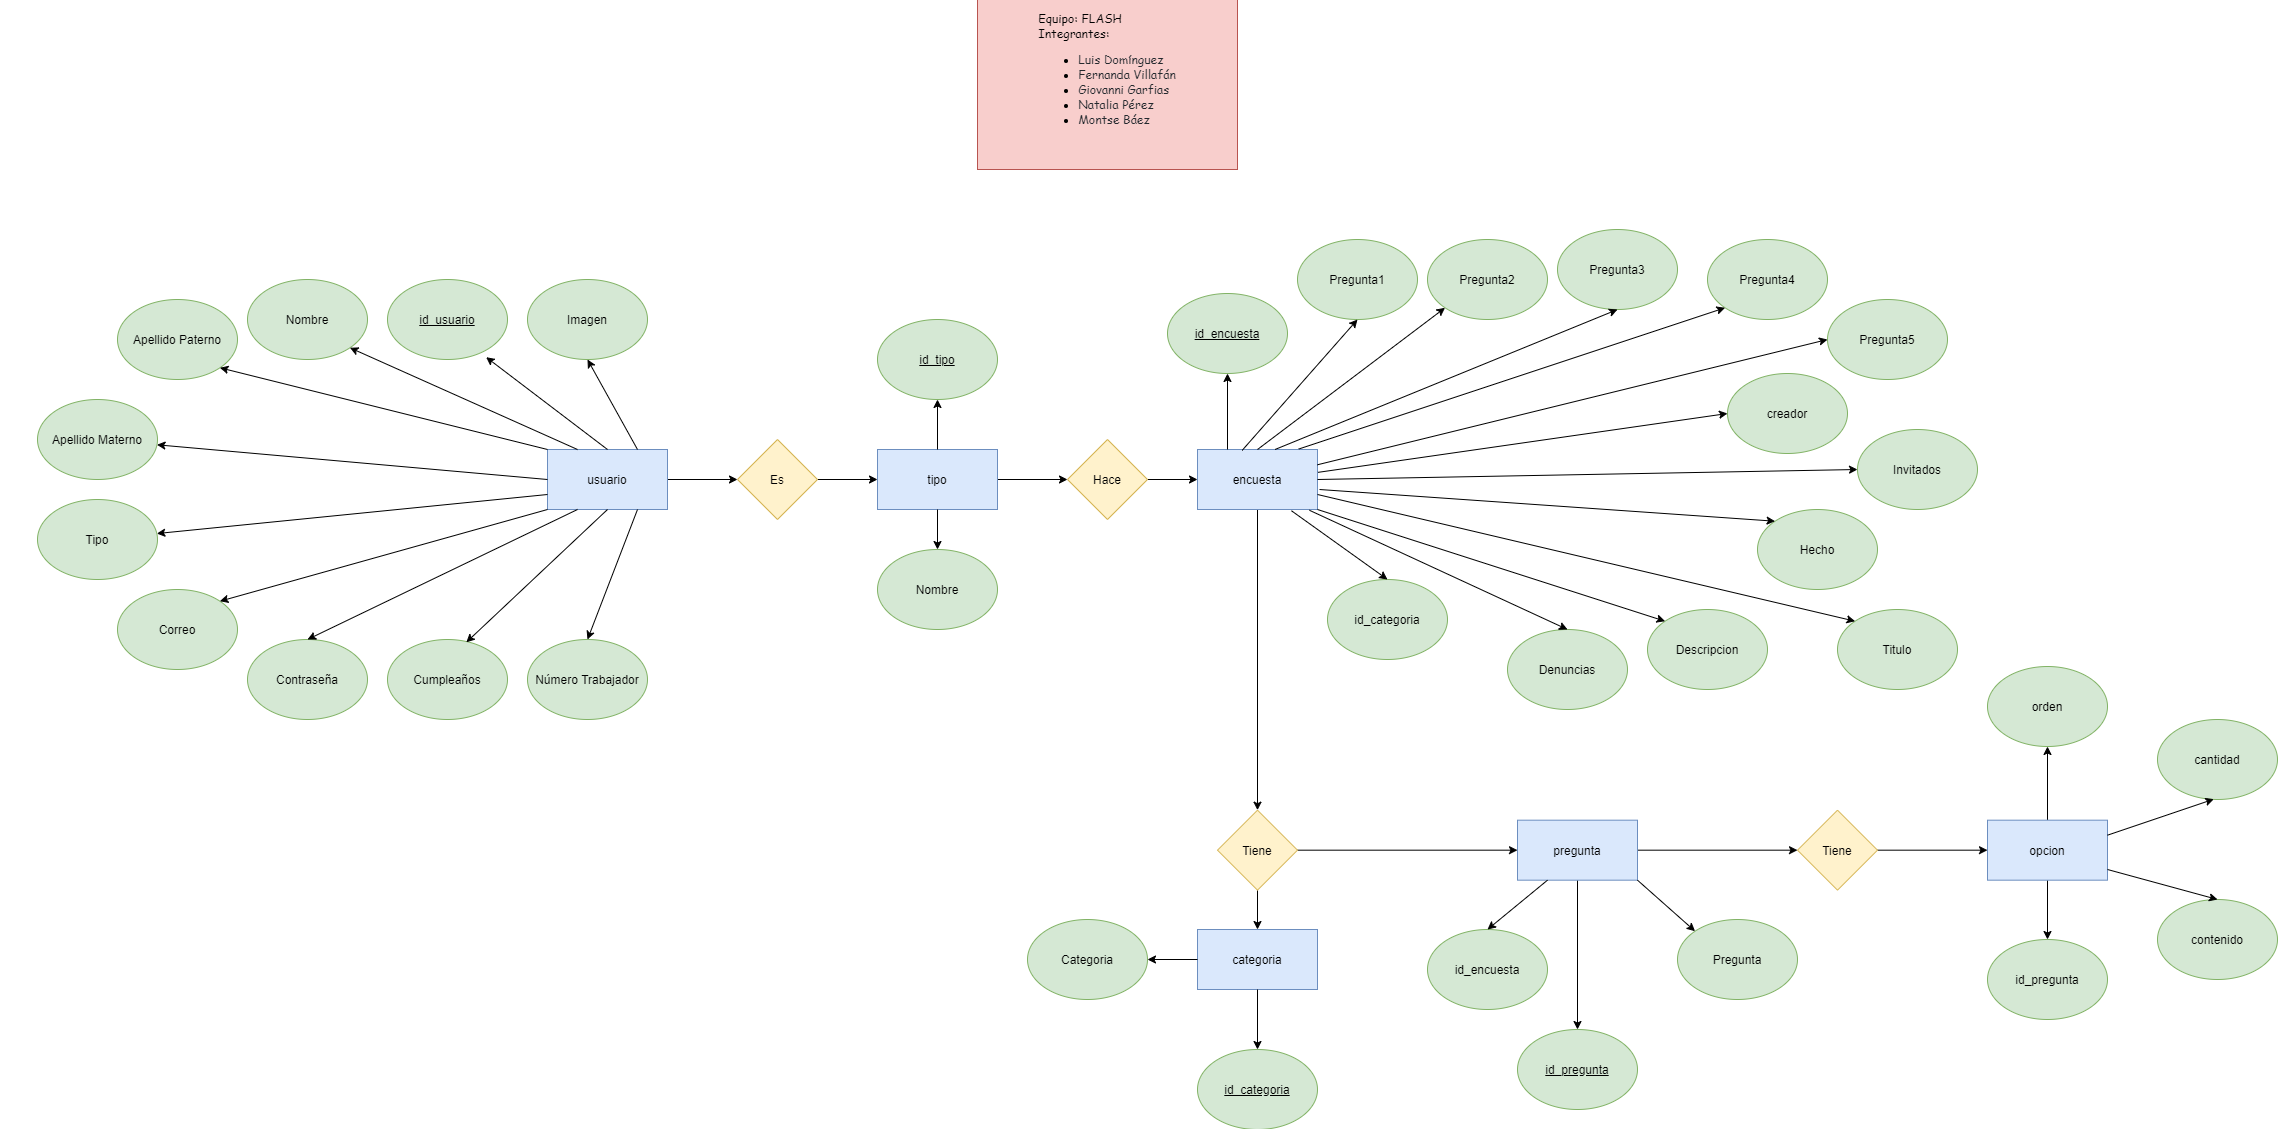 Equipo: FLASH
Integrantes:
Luis Domínguez
Fernanda Villafán
Giovanni Garfias
Natalia Pérez
Montse Báez
Apellido Paterno
Nombre
id_usuario
Imagen
Apellido Materno
Tipo
Correo
Contraseña
Cumpleaños
Número Trabajador
usuario
Es
id_tipo
tipo
Nombre
Hace
id_encuesta
Pregunta1
Pregunta2
Pregunta3
Pregunta4
Pregunta5
creador
Invitados
encuesta
Hecho
id_categoria
Denuncias
Descripcion
Titulo
Tiene
pregunta
Tiene
opcion
orden
cantidad
contenido
id_pregunta
Categoria
categoria
id_categoria
id_encuesta
Pregunta
id_pregunta